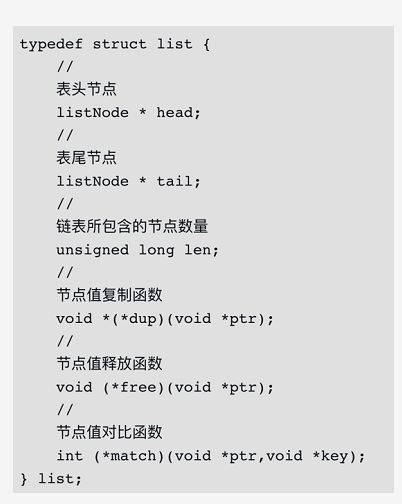 typedef struct list {
//
表头节点
listNode * head;
//
表尾节点
listNode * tail;
//
链表所包含的节点数量
unsigned long len;
//
节点值复制函数
void *(*dup)(void *ptr);
//
节点值释放函数
void (*free)(void *ptr);
//
节点值对比函数
int (*match)(void *ptr,void *key);
} list;